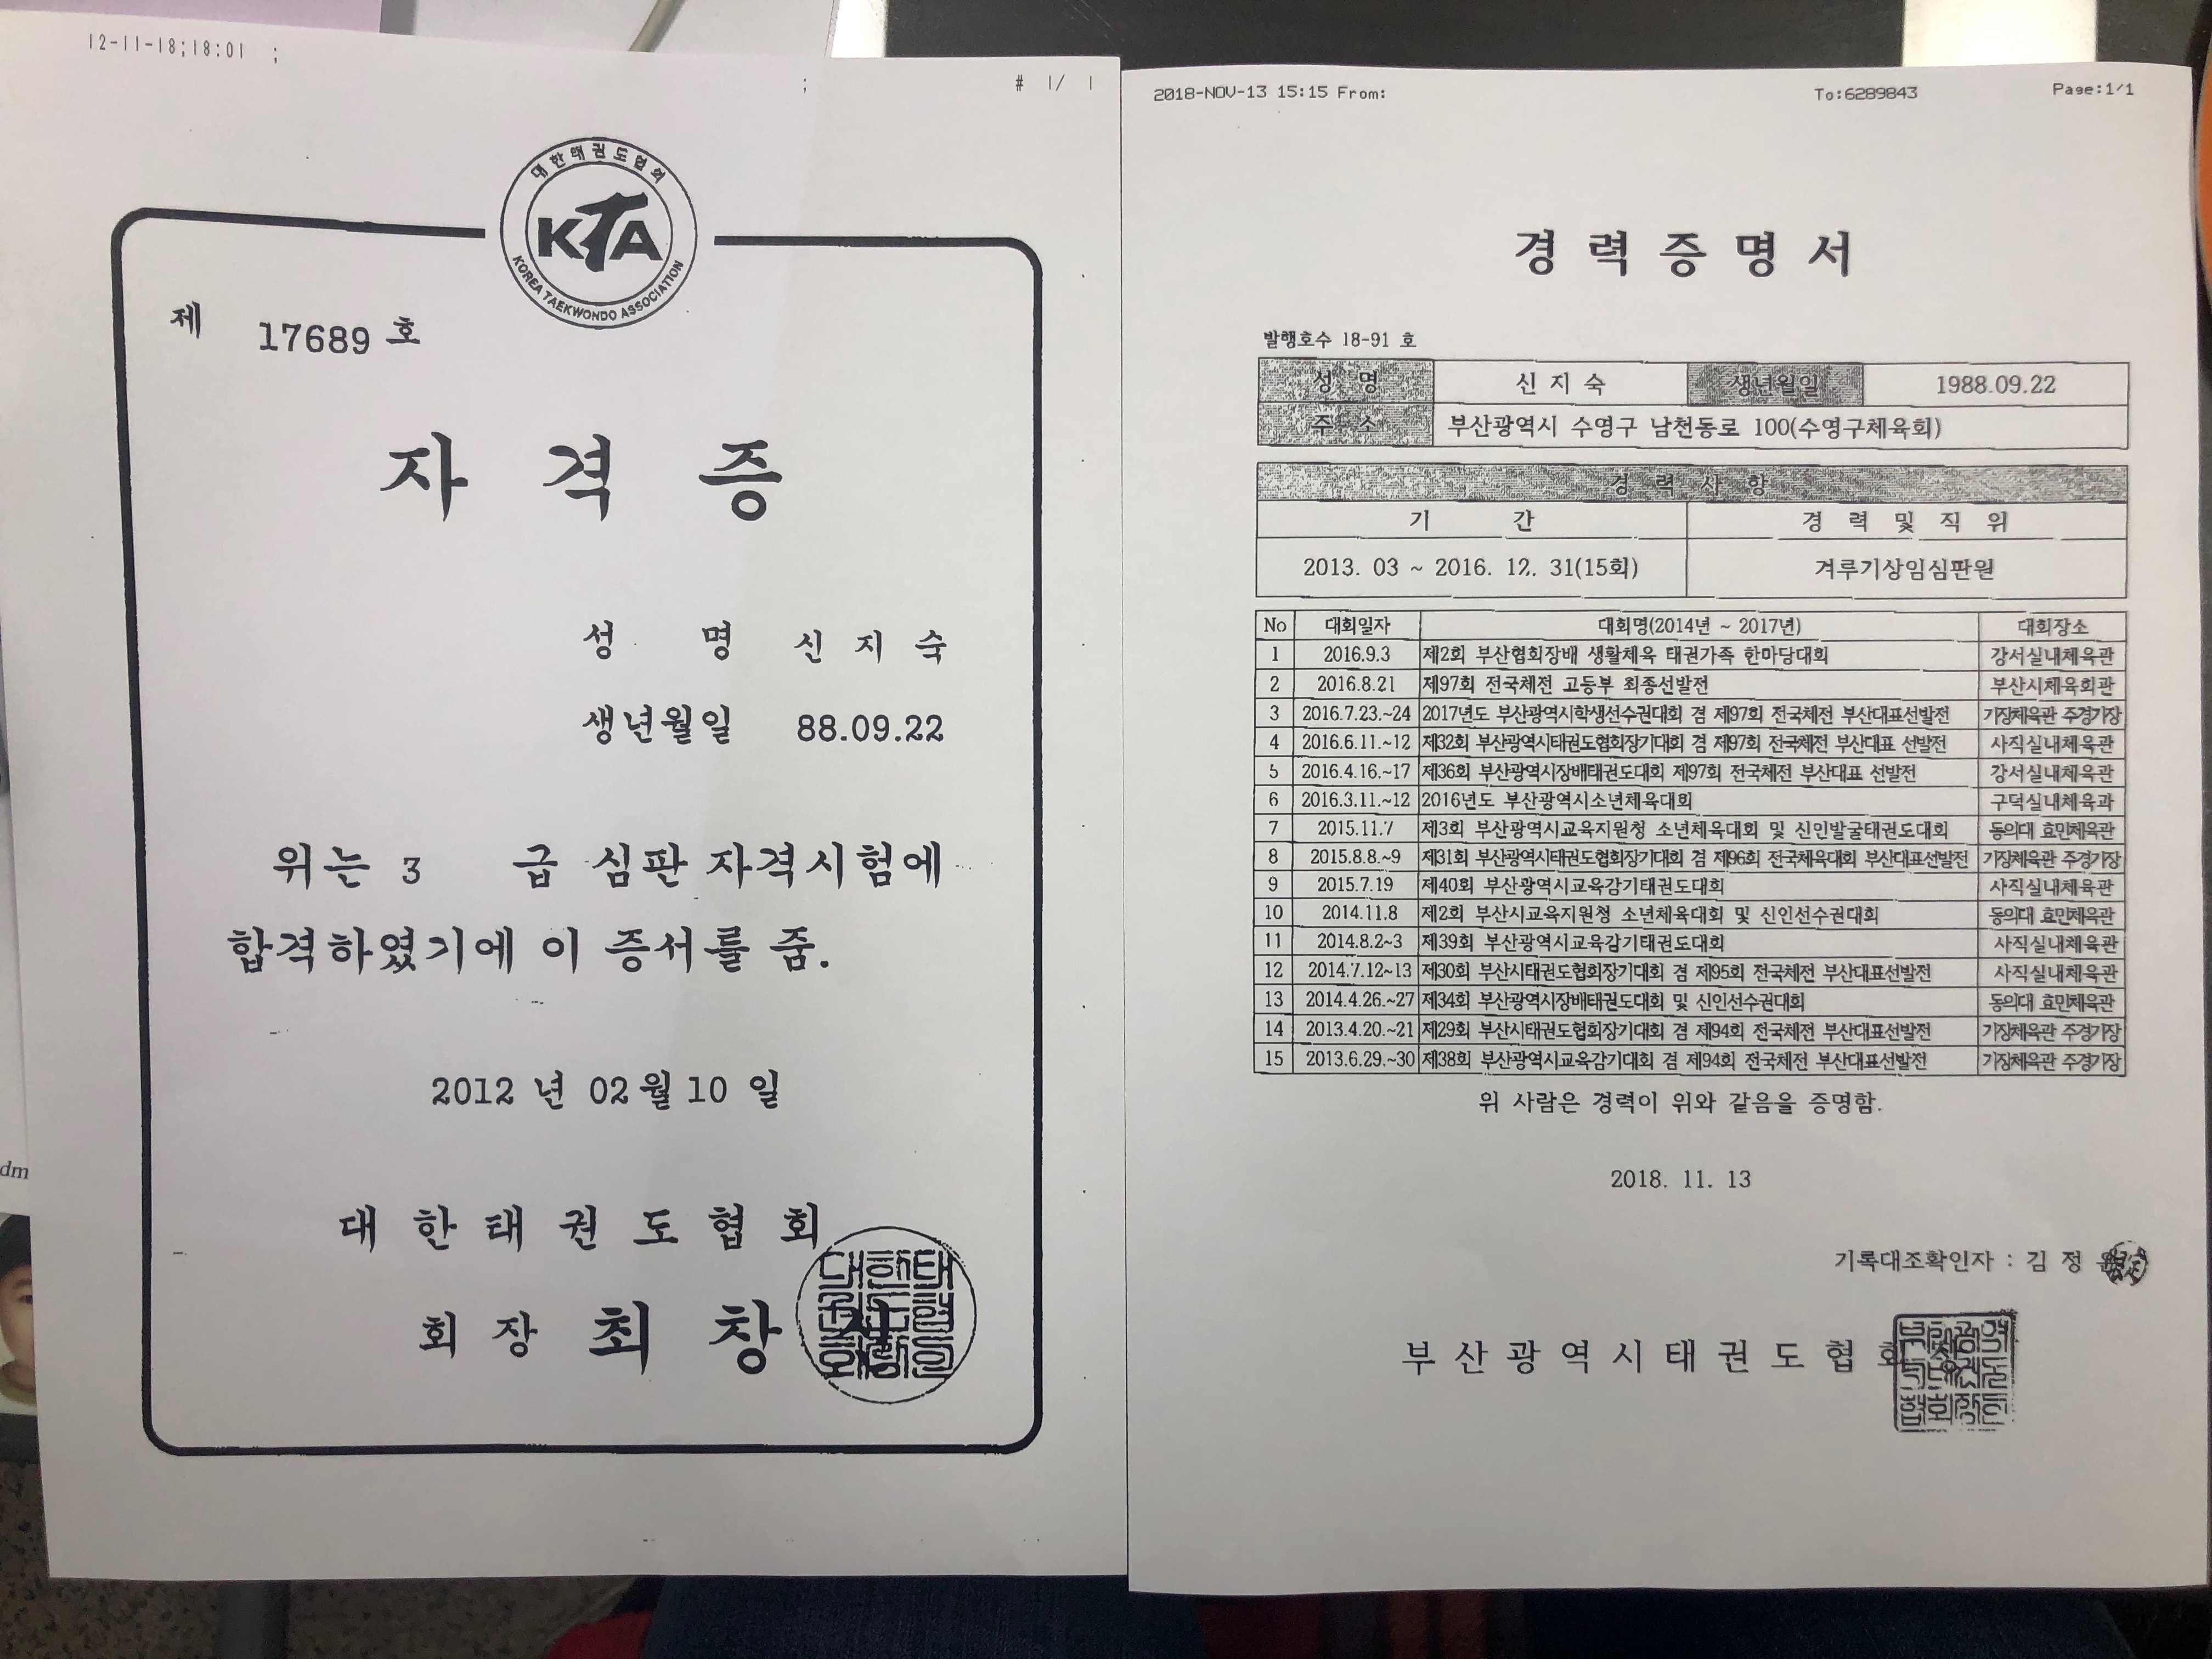 12-11-18;18:01 ;
; # 1/ 1
대한태권도협회
KTA
KOREA TAEKWONDO ASSOCIATION
제 17689 호
자 격 증
성 명 신 지 숙
생년월일 88.09.22
위는 3 급 심판 자격시험에
합격하였기에 이 증서를 줌.
2012 년 02 월 10 일
대 한 태 권 도 협 회
회 장 최 창
dm
2018-NOV-13 15:15 From: To:6289843 Page:1/1
경 력 증 명 서
발행호수 18-91 호
성 명 신 지 숙 생년월일 1988.09.22
주 소 부산광역시 수영구 남천동로 100(수영구체육회)
경 력 사 항
기 간 경 력 및 직 위
2013. 03 ~ 2016. 12. 31(15회) 겨루기상임심판원
No 대회일자 대회명(2014년 ~ 2017년) 대회장소
1 2016.9.3 제2회 부산협회장배 생활체육 태권가족 한마당대회 강서실내체육관
2 2016.8.21 제97회 전국체전 고등부 최종선발전 부산시체육회관
3 2016.7.23.~24 2017년도 부산광역시학생선수권대회 겸 제97회 전국체전 부산대표선발전 기장체육관 주경기장
4 2016.6.11.~12 제32회 부산광역시태권도협회장기대회 겸 제97회 전국체전 부산대표 선발전 사직실내체육관
5 2016.4.16.~17 제36회 부산광역시장배태권도대회 제97회 전국체전 부산대표 선발전 강서실내체육관
6 2016.3.11.~12 2016년도 부산광역시소년체육대회 구덕실내체육과
7 2015.11.7 제3회 부산광역시교육지원청 소년체육대회 및 신인발굴태권도대회 동의대 효민체육관
8 2015.8.8.~9 제31회 부산광역시태권도협회장기대회 겸 제96회 전국체육대회 부산대표선발전 기장체육관 주경기장
9 2015.7.19 제40회 부산광역시교육감기태권도대회 사직실내체육관
10 2014.11.8 제2회 부산시교육지원청 소년체육대회 및 신인선수권대회 동의대 효민체육관
11 2014.8.2~3 제39회 부산광역시교육감기태권도대회 사직실내체육관
12 2014.7.12~13 제30회 부산시태권도협회장기대회 겸 제95회 전국체전 부산대표선발전 사직실내체육관
13 2014.4.26.~27 제34회 부산광역시장배태권도대회 및 신인선수권대회 동의대 효민체육관
14 2013.4.20.~21 제29회 부산시태권도협회장기대회 겸 제94회 전국체전 부산대표선발전 기장체육관 주경기장
15 2013.6.29.~30 제38회 부산광역시교육감기대회 겸 제94회 전국체전 부산대표선발전 기장체육관 주경기장
위 사람은 경력이 위와 같음을 증명함.
2018. 11. 13
기록대조확인자 : 김 정
부 산 광 역 시 태 권 도 협 회 장